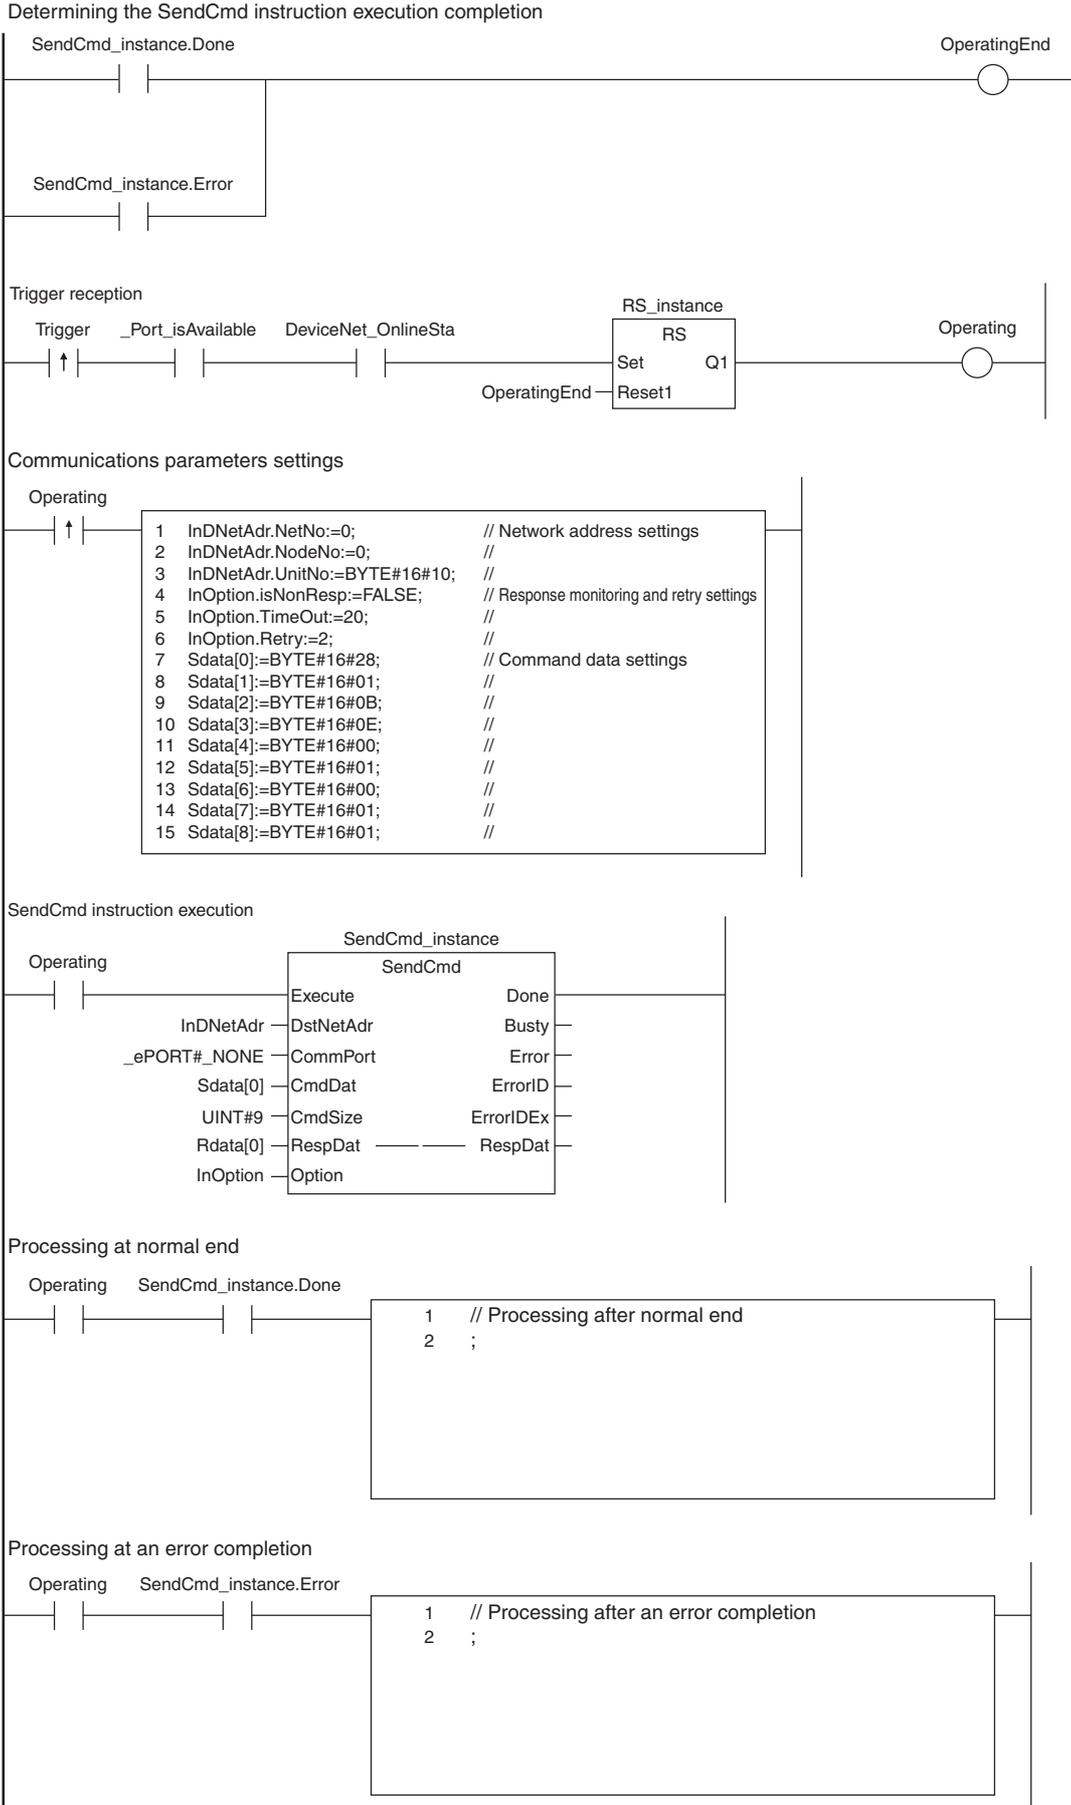 Determining the SendCmd instruction execution completion
SendCmd_instance.Done
OperatingEnd
SendCmd_instance.Error
Trigger reception
RS_instance
Trigger
_Port_isAvailable
DeviceNet_OnlineSta
RS
Operating
Set
Q1
OperatingEnd
Reset1
Communications parameters settings
Operating
1 InDNetAdr.NetNo:=0; // Network address settings
2 InDNetAdr.NodeNo:=0; //
3 InDNetAdr.UnitNo:=BYTE#16#10; //
4 InOption.isNonResp:=FALSE; // Response monitoring and retry settings
5 InOption.TimeOut:=20; //
6 InOption.Retry:=2; //
7 Sdata[0]:=BYTE#16#28; // Command data settings
8 Sdata[1]:=BYTE#16#01; //
9 Sdata[2]:=BYTE#16#0B; //
10 Sdata[3]:=BYTE#16#0E; //
11 Sdata[4]:=BYTE#16#00; //
12 Sdata[5]:=BYTE#16#01; //
13 Sdata[6]:=BYTE#16#00; //
14 Sdata[7]:=BYTE#16#01; //
15 Sdata[8]:=BYTE#16#01; //
SendCmd instruction execution
SendCmd_instance
Operating
SendCmd
Execute Done
InDNetAdr DstNetAdr Busty
_ePORT#_NONE CommPort Error
Sdata[0] CmdDat ErrorID
UINT#9 CmdSize ErrorIDEx
Rdata[0] RespDat RespDat
InOption Option
Processing at normal end
Operating
SendCmd_instance.Done
1 // Processing after normal end
2 ;
Processing at an error completion
Operating
SendCmd_instance.Error
1 // Processing after an error completion
2 ;